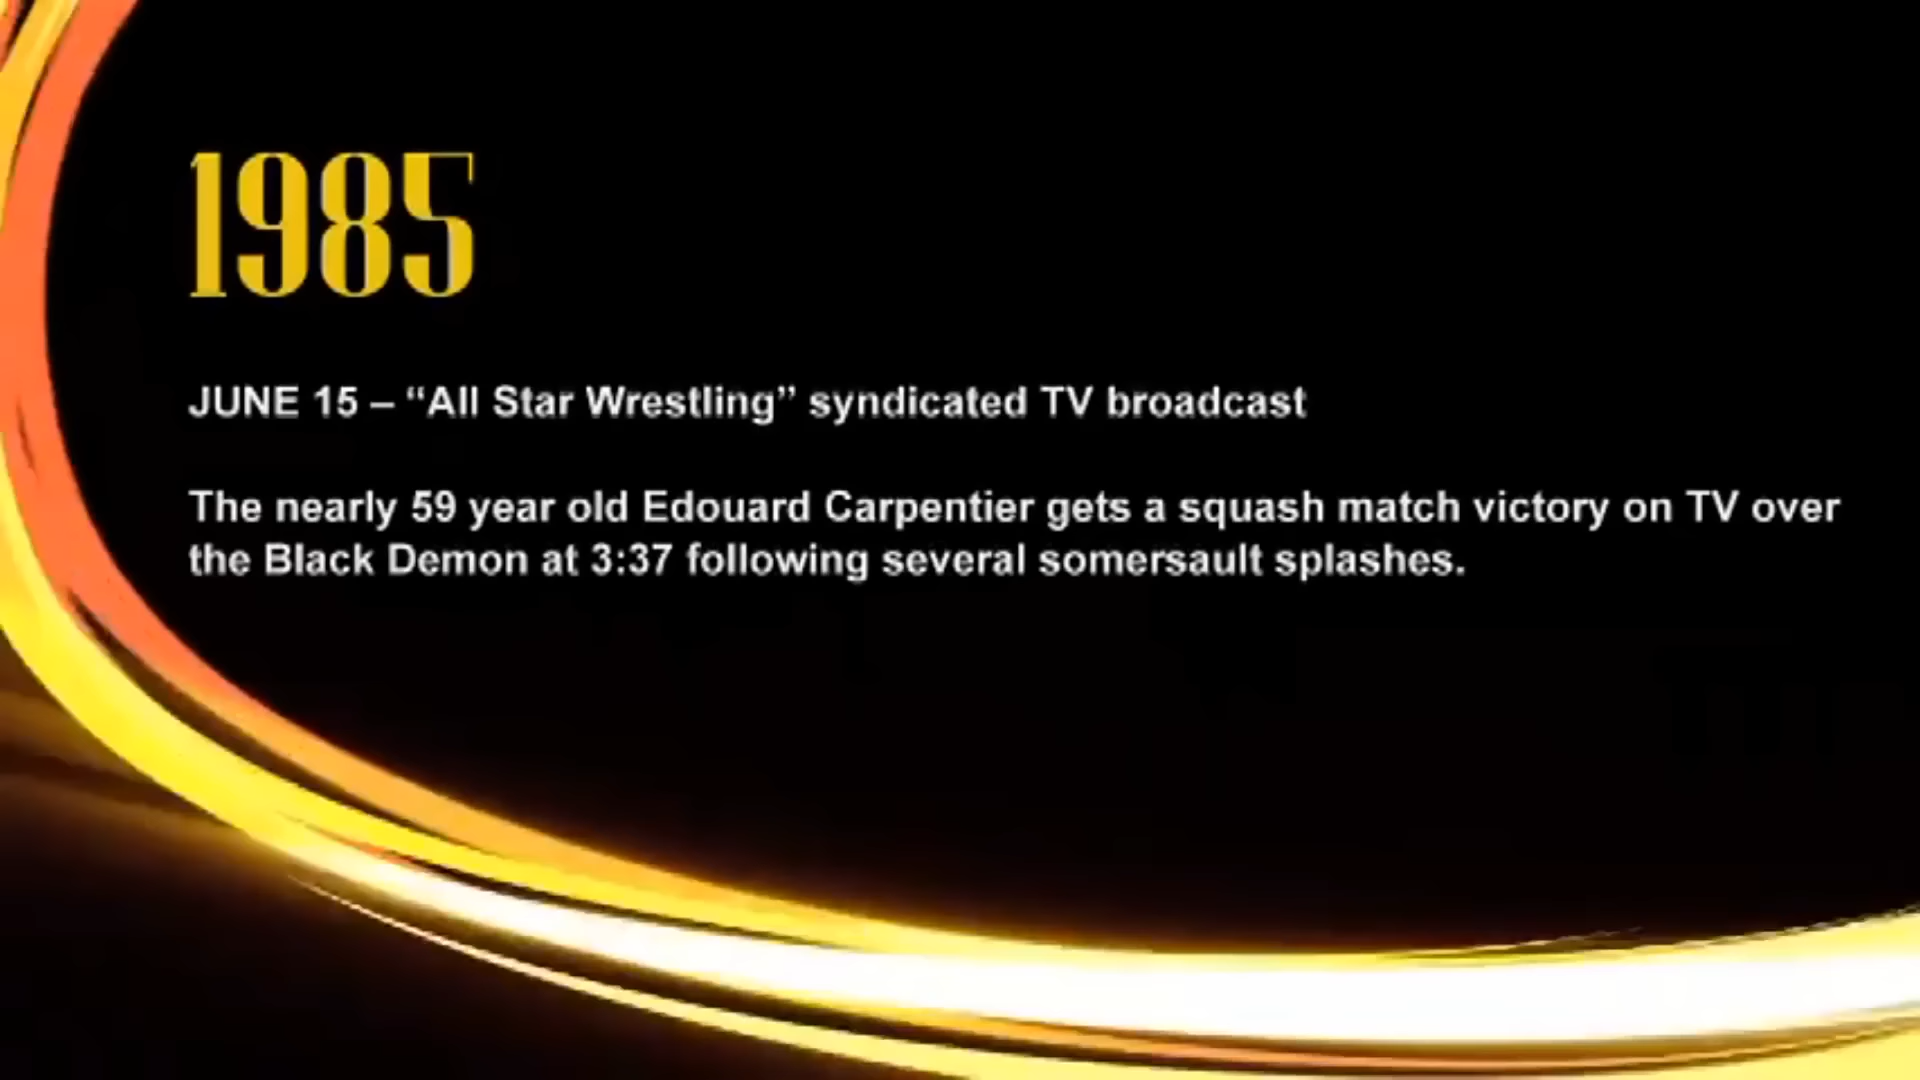 1985
JUNE 15 – “All Star Wrestling” syndicated TV broadcast
The nearly 59 year old Edouard Carpentier gets a squash match victory on TV over
the Black Demon at 3:37 following several somersault splashes.